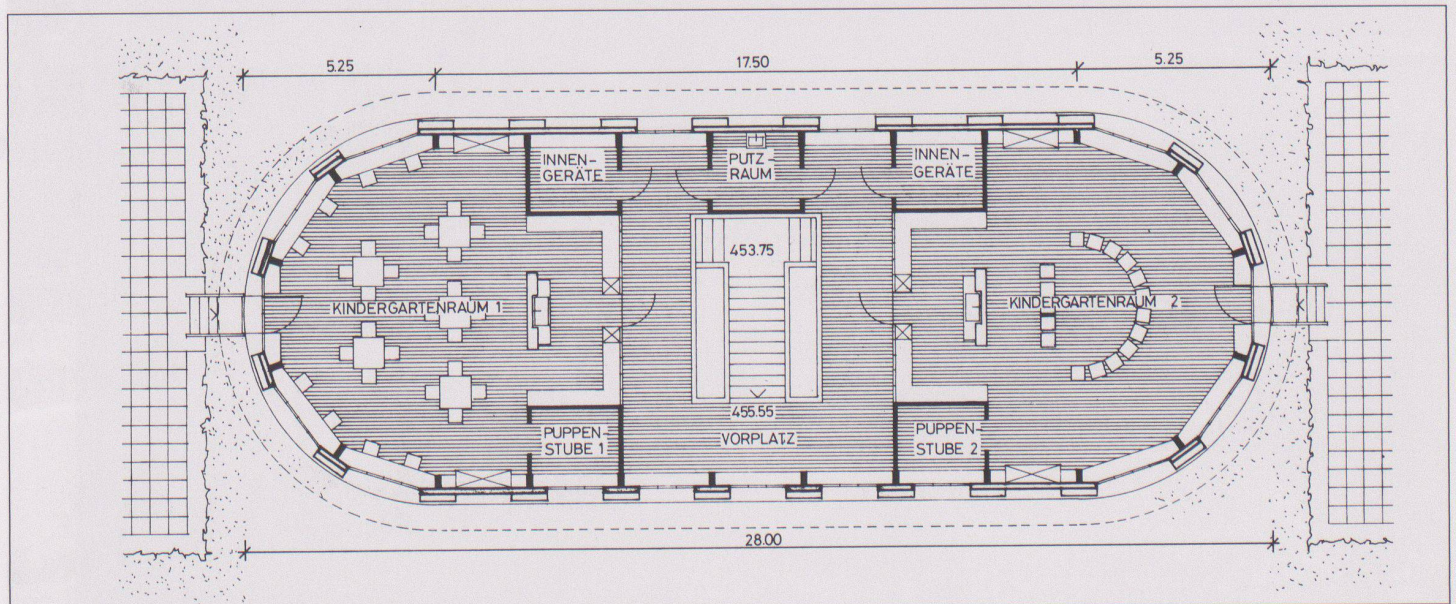 5.25
17.50
5.25
INNEN-
GERÄTE
PUTZ-
RAUM
INNEN-
GERÄTE
453.75
KINDERGARTENRAUM 1
KINDERGARTENRAUM 2
455.55
VORPLATZ
PUPPEN-
STUBE 1
PUPPEN-
STUBE 2
28.00